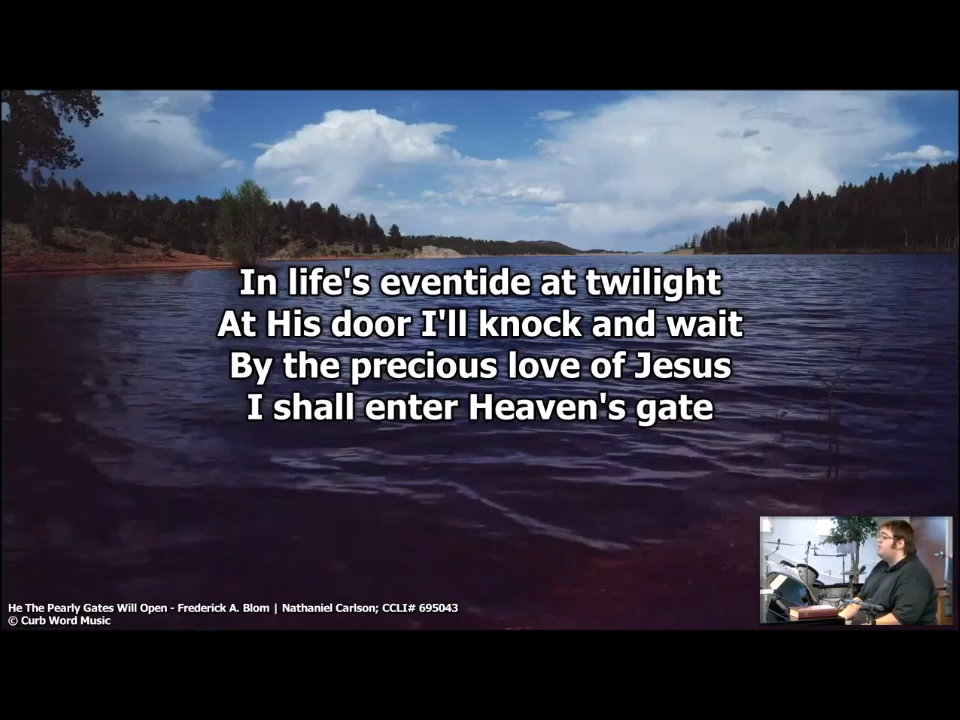 In life's eventide at twilight
At His door I'll knock and wait
By the precious love of Jesus
I shall enter Heaven's gate
He The Pearly Gates Will Open - Frederick A. Blom | Nathaniel Carlson; CCLI# 695043
© Curb Word Music